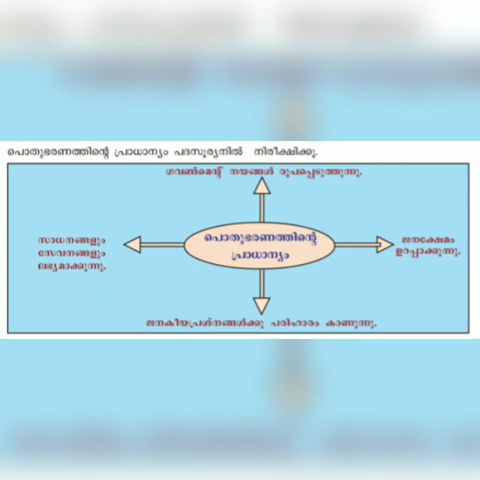 പൊതുഭരണത്തിന്റെ പ്രാധാന്യം പദസൂര്യനിൽ നിരീക്ഷിക്കൂ.
ഗവൺമെന്റ് നയങ്ങൾ രൂപപ്പെടുത്തുന്നു.
സാധനങ്ങളും
സേവനങ്ങളും
ലഭ്യമാക്കുന്നു.
പൊതുഭരണത്തിന്റെ
പ്രാധാന്യം
ജനക്ഷേമം
ഉറപ്പാക്കുന്നു.
ജനകീയപ്രശ്നങ്ങൾക്കു പരിഹാരം കാണുന്നു.